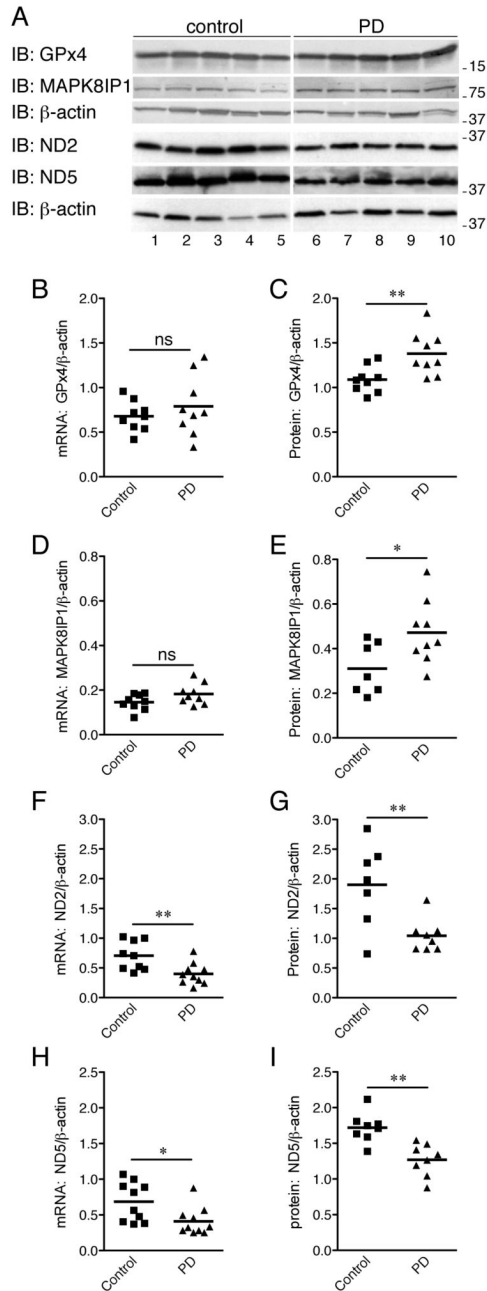 A
control PD
IB: GPx4
- 15
IB: MAPK8IP1
- 75
IB: β-actin
- 37
- 37
IB: ND2
IB: ND5
- 37
IB: β-actin
- 37
1 2 3 4 5 6 7 8 9 10
B
mRNA: GPx4/β-actin
2.0
1.5
1.0
0.5
0.0
ns
Control PD
C
Protein: GPx4/β-actin
2.0
1.5
1.0
0.5
0.0
**
Control PD
D
mRNA: MAPK8IP1/β-actin
0.8
0.6
0.4
0.2
0.0
ns
Control PD
E
Protein: MAPK8IP1/β-actin
0.8
0.6
0.4
0.2
0.0
*
Control PD
F
mRNA: ND2/β-actin
3.0
2.5
2.0
1.5
1.0
0.5
0.0
**
Control PD
G
Protein: ND2/β-actin
3.0
2.5
2.0
1.5
1.0
0.5
0.0
**
Control PD
H
mRNA: ND5/β-actin
2.5
2.0
1.5
1.0
0.5
0.0
*
Control PD
I
protein: ND5/β-actin
2.5
2.0
1.5
1.0
0.5
0.0
**
Control PD